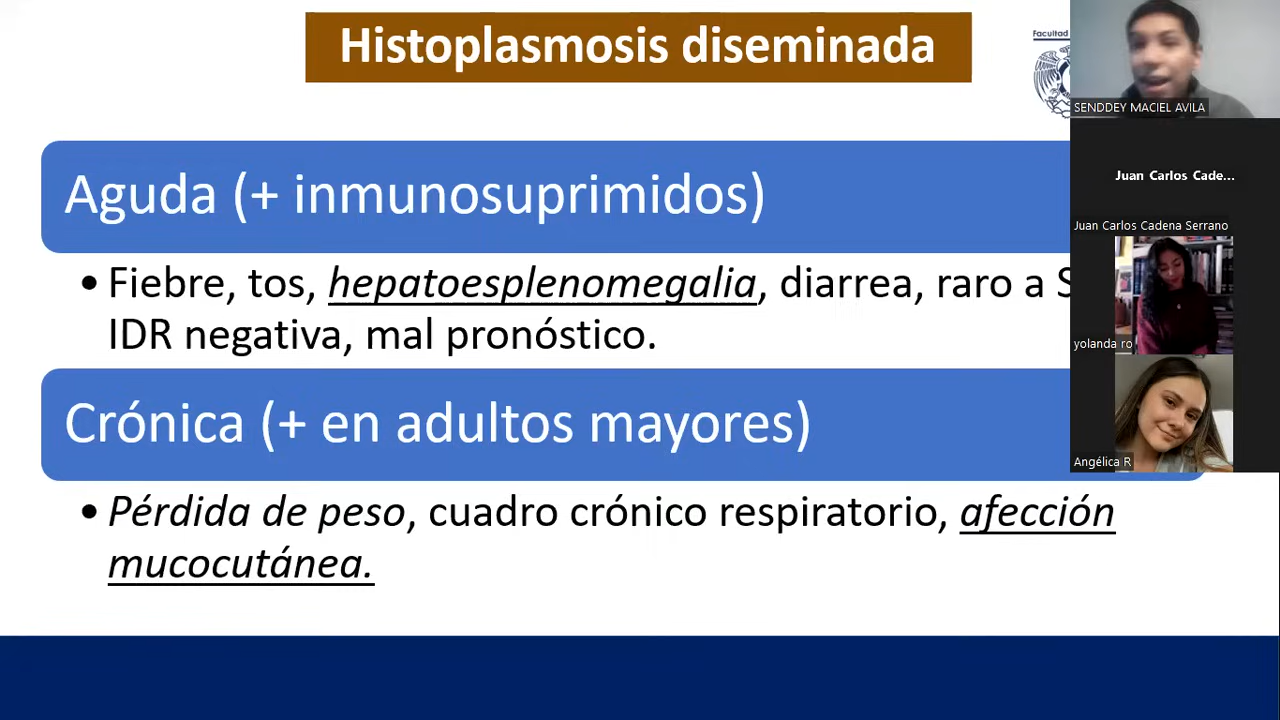 Histoplasmosis diseminada
Facultad
SENDDEY MACIEL AVILA
Juan Carlos Cade...
Juan Carlos Cadena Serrano
yolanda ro
Angélica R
Aguda (+ inmunosuprimidos)
• Fiebre, tos, hepatoesplenomegalia, diarrea, raro a
IDR negativa, mal pronóstico.
Crónica (+ en adultos mayores)
• Pérdida de peso, cuadro crónico respiratorio, afección
mucocutánea.